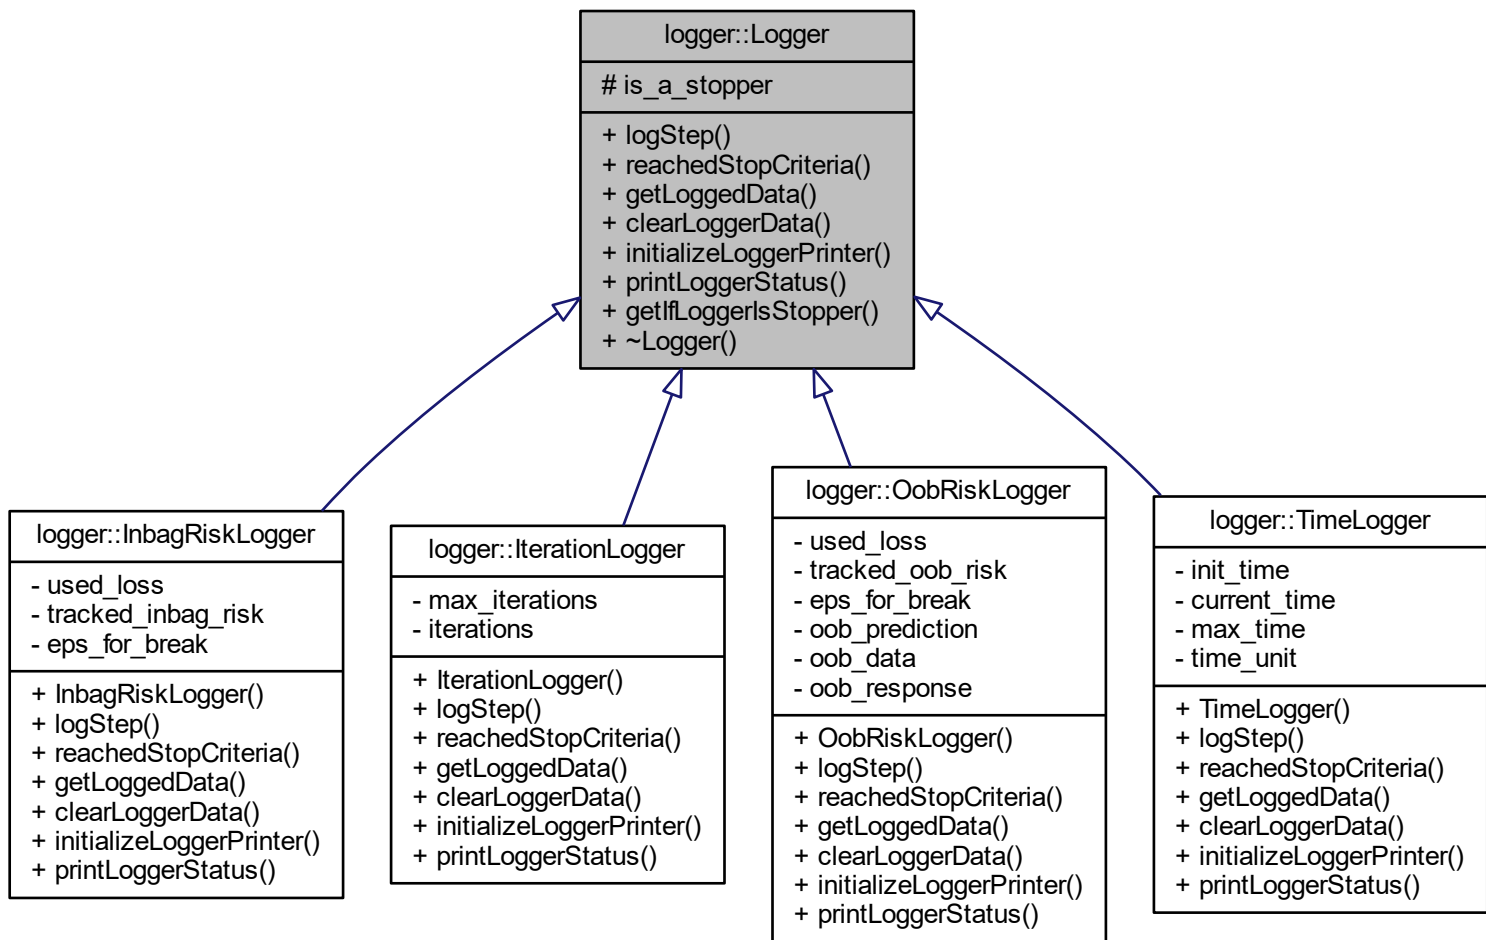 logger::Logger
# is_a_stopper
+ logStep()
+ reachedStopCriteria()
+ getLoggedData()
+ clearLoggerData()
+ initializeLoggerPrinter()
+ printLoggerStatus()
+ getIfLoggerIsStopper()
+ ~Logger()
logger::InbagRiskLogger
- used_loss
- tracked_inbag_risk
- eps_for_break
+ InbagRiskLogger()
+ logStep()
+ reachedStopCriteria()
+ getLoggedData()
+ clearLoggerData()
+ initializeLoggerPrinter()
+ printLoggerStatus()
logger::IterationLogger
- max_iterations
- iterations
+ IterationLogger()
+ logStep()
+ reachedStopCriteria()
+ getLoggedData()
+ clearLoggerData()
+ initializeLoggerPrinter()
+ printLoggerStatus()
logger::OobRiskLogger
- used_loss
- tracked_oob_risk
- eps_for_break
- oob_prediction
- oob_data
- oob_response
+ OobRiskLogger()
+ logStep()
+ reachedStopCriteria()
+ getLoggedData()
+ clearLoggerData()
+ initializeLoggerPrinter()
+ printLoggerStatus()
logger::TimeLogger
- init_time
- current_time
- max_time
- time_unit
+ TimeLogger()
+ logStep()
+ reachedStopCriteria()
+ getLoggedData()
+ clearLoggerData()
+ initializeLoggerPrinter()
+ printLoggerStatus()